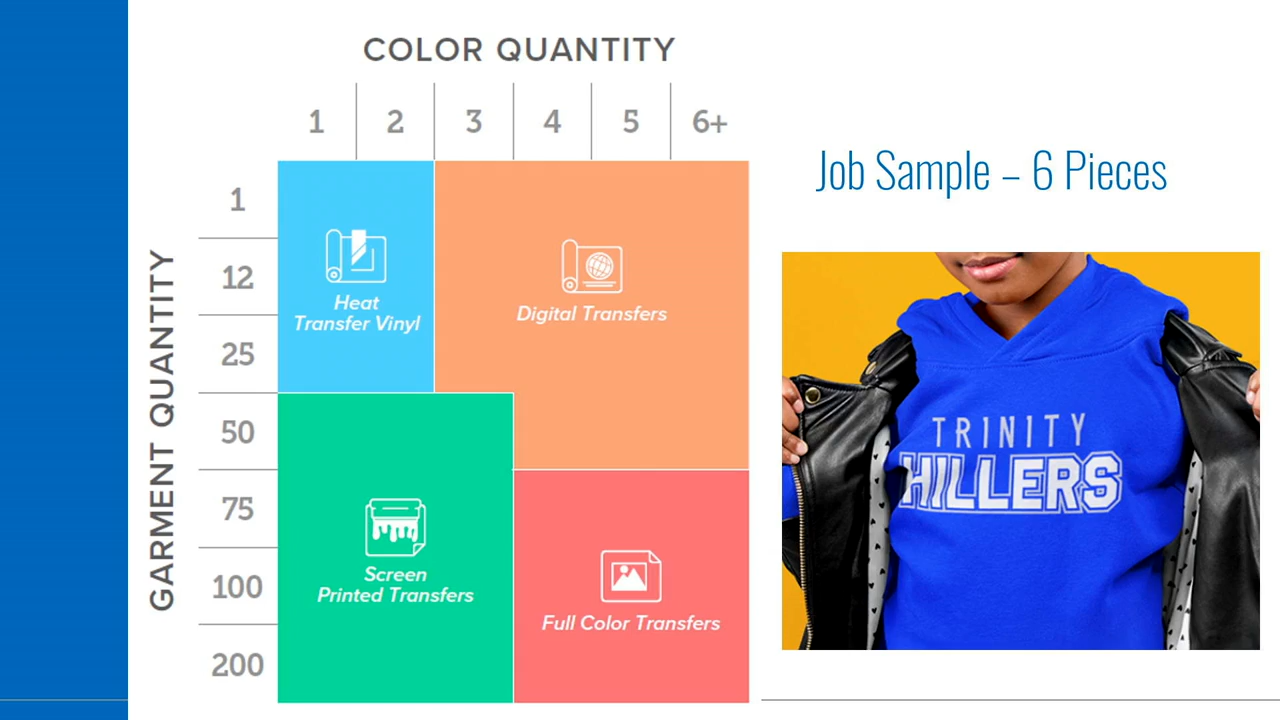 COLOR QUANTITY
1 2 3 4 5 6+
GARMENT QUANTITY
1
12
25
50
75
100
200
Heat
Transfer Vinyl
Digital Transfers
Screen
Printed Transfers
Full Color Transfers
Job Sample – 6 Pieces
TRINITY
HILLERS